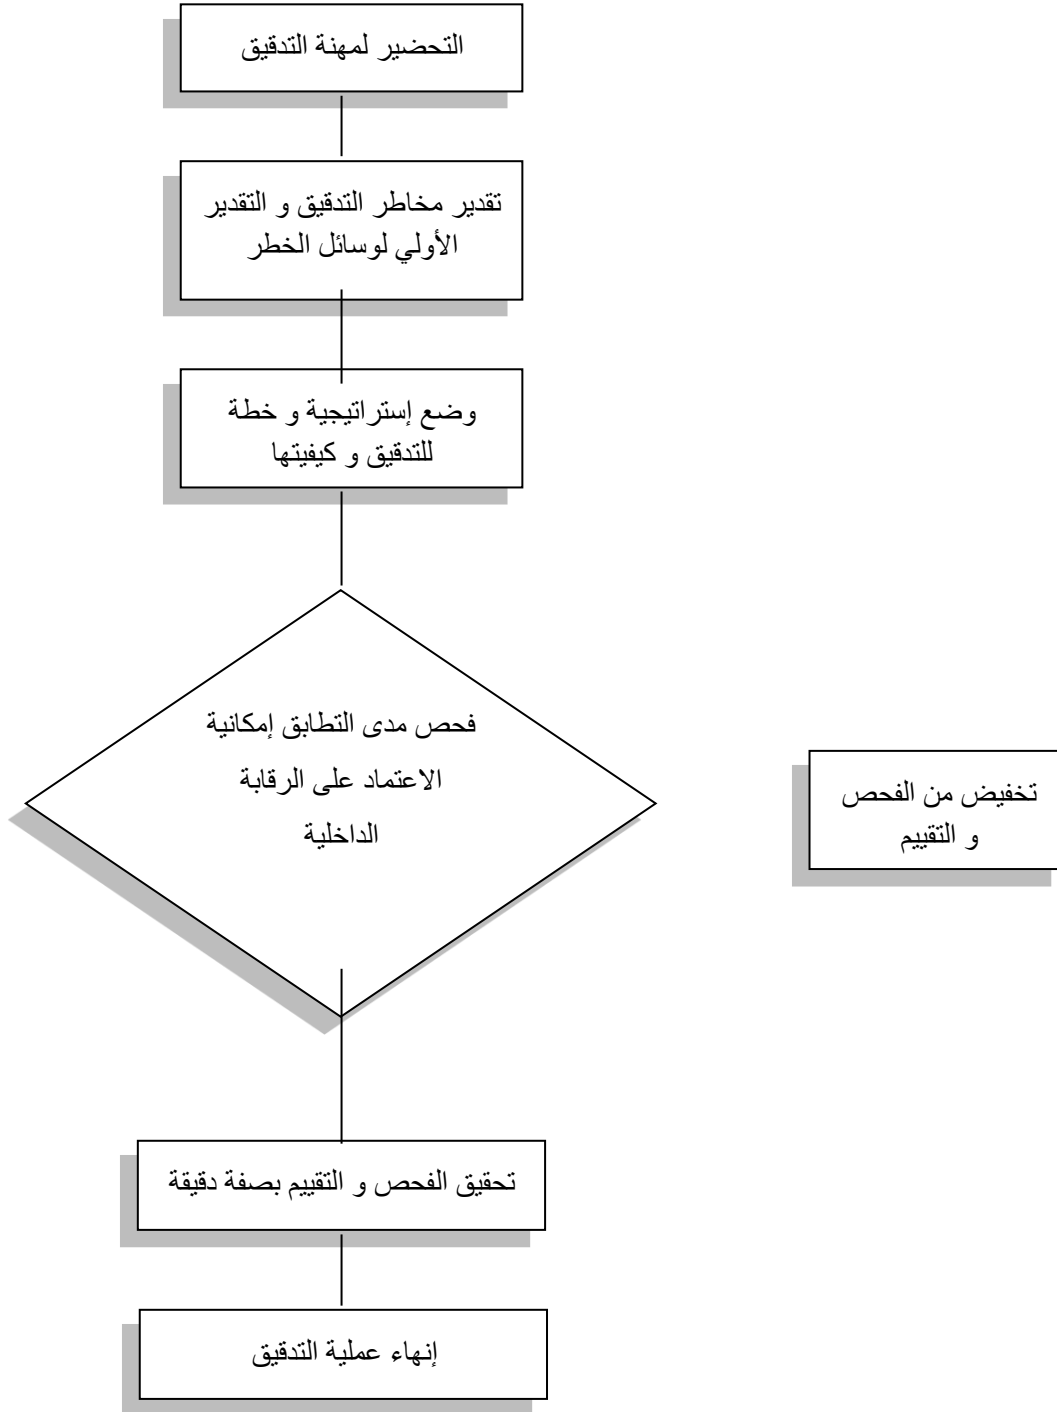 التحضير لمهنة التدقيق
تقدير مخاطر التدقيق و التقدير
الأولي لوسائل الخطر
وضع إستراتيجية و خطة
للتدقيق و كيفيتها
فحص مدى التطابق إمكانية
الاعتماد على الرقابة
الداخلية
تخفيض من الفحص
و التقييم
تحقيق الفحص و التقييم بصفة دقيقة
إنهاء عملية التدقيق